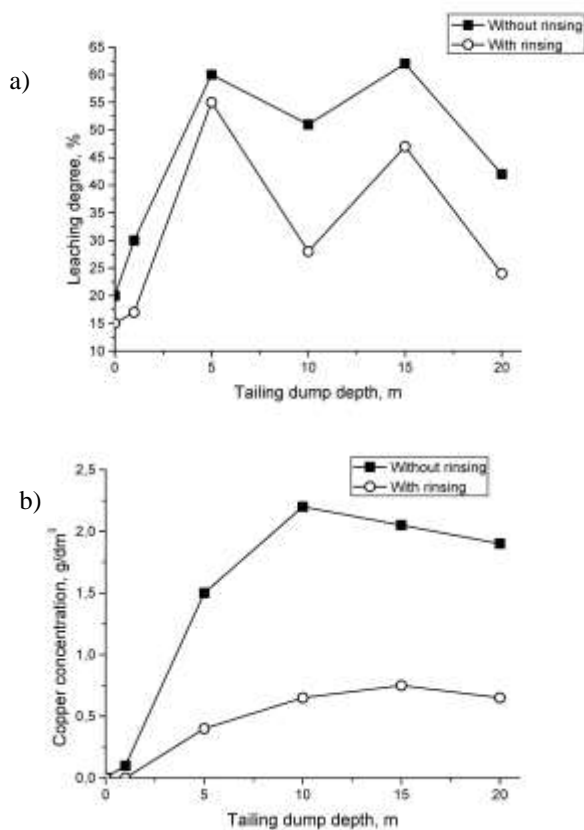 a)
Without rinsing
With rinsing
Leaching degree, %
65
60
55
50
45
40
35
30
25
20
15
10
0
5
10
15
20
Tailing dump depth, m
b)
Without rinsing
With rinsing
Copper concentration, g/dm³
2,5
2,0
1,5
1,0
0,5
0,0
0
5
10
15
20
Tailing dump depth, m